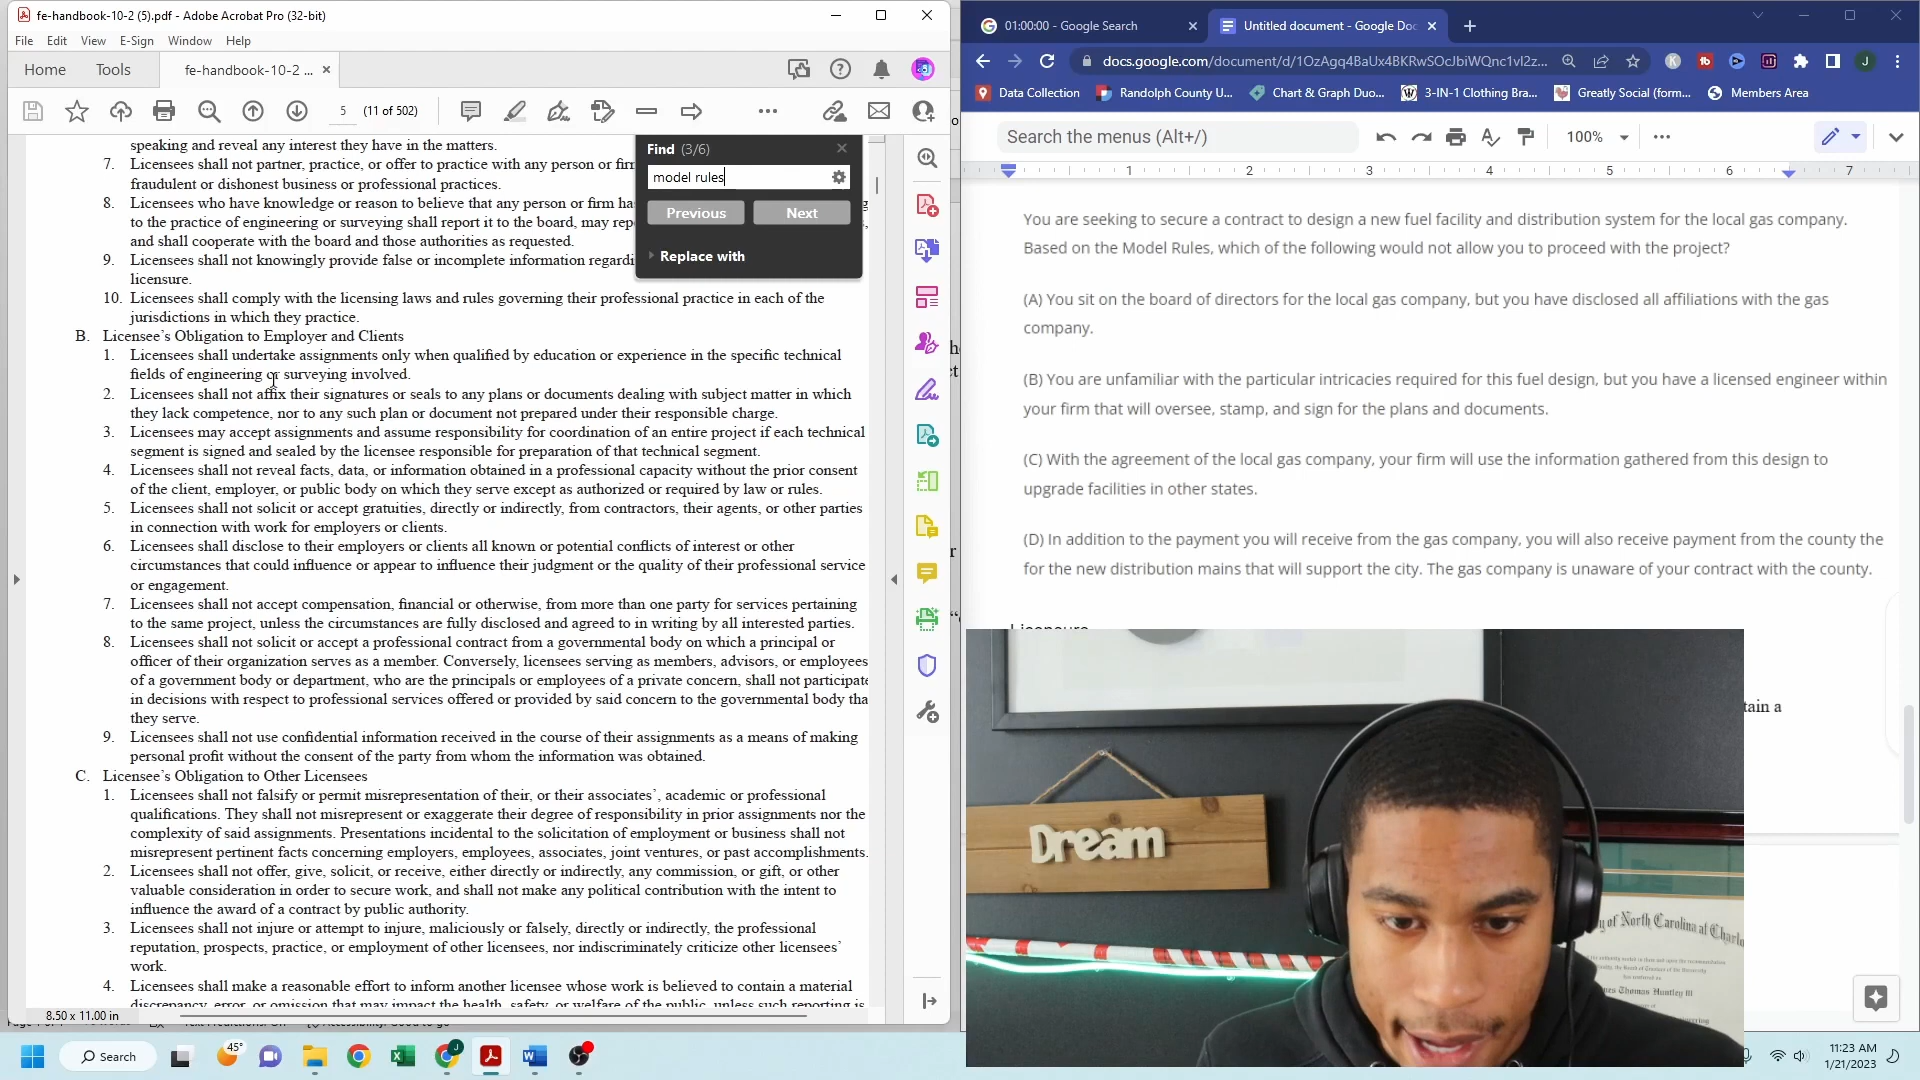 fe-handbook-10-2 (5).pdf - Adobe Acrobat Pro (32-bit)
File Edit View E-Sign Window Help
Home Tools fe-handbook-10-2 ... ×
5 (11 of 502)
speaking and reveal any interest they have in the matters.
7. Licensees shall not partner, practice, or offer to practice with any person or fir
fraudulent or dishonest business or professional practices.
8. Licensees who have knowledge or reason to believe that any person or firm ha
to the practice of engineering or surveying shall report it to the board, may rep
and shall cooperate with the board and those authorities as requested.
9. Licensees shall not knowingly provide false or incomplete information regardi
licensure.
10. Licensees shall comply with the licensing laws and rules governing their professional practice in each of the
jurisdictions in which they practice.
B. Licensee's Obligation to Employer and Clients
1. Licensees shall undertake assignments only when qualified by education or experience in the specific technical
fields of engineering or surveying involved.
2. Licensees shall not affix their signatures or seals to any plans or documents dealing with subject matter in which
they lack competence, nor to any such plan or document not prepared under their responsible charge.
3. Licensees may accept assignments and assume responsibility for coordination of an entire project if each technical
segment is signed and sealed by the licensee responsible for preparation of that technical segment.
4. Licensees shall not reveal facts, data, or information obtained in a professional capacity without the prior consent
of the client, employer, or public body on which they serve except as authorized or required by law or rules.
5. Licensees shall not solicit or accept gratuities, directly or indirectly, from contractors, their agents, or other parties
in connection with work for employers or clients.
6. Licensees shall disclose to their employers or clients all known or potential conflicts of interest or other
circumstances that could influence or appear to influence their judgment or the quality of their professional service
or engagement.
7. Licensees shall not accept compensation, financial or otherwise, from more than one party for services pertaining
to the same project, unless the circumstances are fully disclosed and agreed to in writing by all interested parties.
8. Licensees shall not solicit or accept a professional contract from a governmental body on which a principal or
officer of their organization serves as a member. Conversely, licensees serving as members, advisors, or employees
of a government body or department, who are the principals or employees of a private concern, shall not participate
in decisions with respect to professional services offered or provided by said concern to the governmental body tha
they serve.
9. Licensees shall not use confidential information received in the course of their assignments as a means of making
personal profit without the consent of the party from whom the information was obtained.
C. Licensee's Obligation to Other Licensees
1. Licensees shall not falsify or permit misrepresentation of their, or their associates', academic or professional
qualifications. They shall not misrepresent or exaggerate their degree of responsibility in prior assignments nor the
complexity of said assignments. Presentations incidental to the solicitation of employment or business shall not
misrepresent pertinent facts concerning employers, employees, associates, joint ventures, or past accomplishments.
2. Licensees shall not offer, give, solicit, or receive, either directly or indirectly, any commission, or gift, or other
valuable consideration in order to secure work, and shall not make any political contribution with the intent to
influence the award of a contract by public authority.
3. Licensees shall not injure or attempt to injure, maliciously or falsely, directly or indirectly, the professional
reputation, prospects, practice, or employment of other licensees, nor indiscriminately criticize other licensees'
work.
4. Licensees shall make a reasonable effort to inform another licensee whose work is believed to contain a material
discrepancy, error, or omission that may impact the health, safety, or welfare of the public, unless such reporting is
8.50 x 11.00 in
Find (3/6)
model rules
Previous Next
Replace with
01:00:00 - Google Search
Untitled document - Google Doc
docs.google.com/document/d/1OzAgq4BaUx4BKRwSOcJbiWQnc1vl2z...
Data Collection Randolph County U... Chart & Graph Duo... 3-IN-1 Clothing Bra... Greatly Social (form... Members Area
Search the menus (Alt+/) 100%
1 2 3 4 5 6 7
You are seeking to secure a contract to design a new fuel facility and distribution system for the local gas company.
Based on the Model Rules, which of the following would not allow you to proceed with the project?
(A) You sit on the board of directors for the local gas company, but you have disclosed all affiliations with the gas
company.
(B) You are unfamiliar with the particular intricacies required for this fuel design, but you have a licensed engineer within
your firm that will oversee, stamp, and sign for the plans and documents.
(C) With the agreement of the local gas company, your firm will use the information gathered from this design to
upgrade facilities in other states.
(D) In addition to the payment you will receive from the gas company, you will also receive payment from the county the
for the new distribution mains that will support the city. The gas company is unaware of your contract with the county.
Licensure
tain a
Dream
y of North Carolina at Charlo
Thomas Huntley III
Search
45°
11:23 AM
1/21/2023